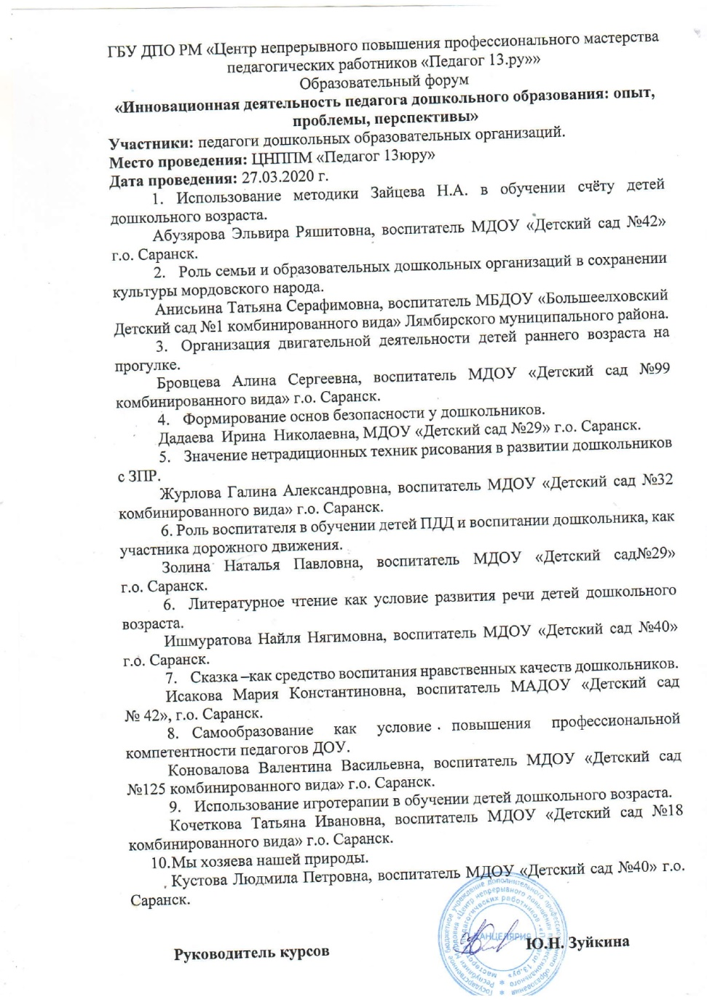 ГБУ ДПО РМ «Центр непрерывного повышения профессионального мастерства
педагогических работников «Педагог 13.ру»»
Образовательный форум
«Инновационная деятельность педагога дошкольного образования: опыт,
проблемы, перспективы»
Участники: педагоги дошкольных образовательных организаций.
Место проведения: ЦНППМ «Педагог 13юру»
Дата проведения: 27.03.2020 г.
1. Использование методики Зайцева Н.А. в обучении счёту детей
дошкольного возраста.
Абузярова Эльвира Ряшитовна, воспитатель МДОУ «Детский сад №42»
г.о. Саранск.
2. Роль семьи и образовательных дошкольных организаций в сохранении
культуры мордовского народа.
Анисьина Татьяна Серафимовна, воспитатель МБДОУ «Большеелховский
Детский сад №1 комбинированного вида» Лямбирского муниципального района.
3. Организация двигательной деятельности детей раннего возраста на
прогулке.
Бровцева Алина Сергеевна, воспитатель МДОУ «Детский сад №99
комбинированного вида» г.о. Саранск.
4. Формирование основ безопасности у дошкольников.
Дадаева Ирина Николаевна, МДОУ «Детский сад №29» г.о. Саранск.
5. Значение нетрадиционных техник рисования в развитии дошкольников
с ЗПР.
Журлова Галина Александровна, воспитатель МДОУ «Детский сад №32
комбинированного вида» г.о. Саранск.
6. Роль воспитателя в обучении детей ПДД и воспитании дошкольника, как
участника дорожного движения.
Золина Наталья Павловна, воспитатель МДОУ «Детский сад№29»
г.о. Саранск.
6. Литературное чтение как условие развития речи детей дошкольного
возраста.
Ишмуратова Найля Нягимовна, воспитатель МДОУ «Детский сад №40»
г.о. Саранск.
7. Сказка –как средство воспитания нравственных качеств дошкольников.
Исакова Мария Константиновна, воспитатель МАДОУ «Детский сад
№ 42», г.о. Саранск.
8. Самообразование как условие повышения профессиональной
компетентности педагогов ДОУ.
Коновалова Валентина Васильевна, воспитатель МДОУ «Детский сад
№125 комбинированного вида» г.о. Саранск.
9. Использование игротерапии в обучении детей дошкольного возраста.
Кочеткова Татьяна Ивановна, воспитатель МДОУ «Детский сад №18
комбинированного вида» г.о. Саранск.
10.Мы хозяева нашей природы.
Кустова Людмила Петровна, воспитатель МДОУ «Детский сад №40» г.о.
Саранск.
Руководитель курсов Ю.Н. Зуйкина
КАНЦЕЛЯРИЯ